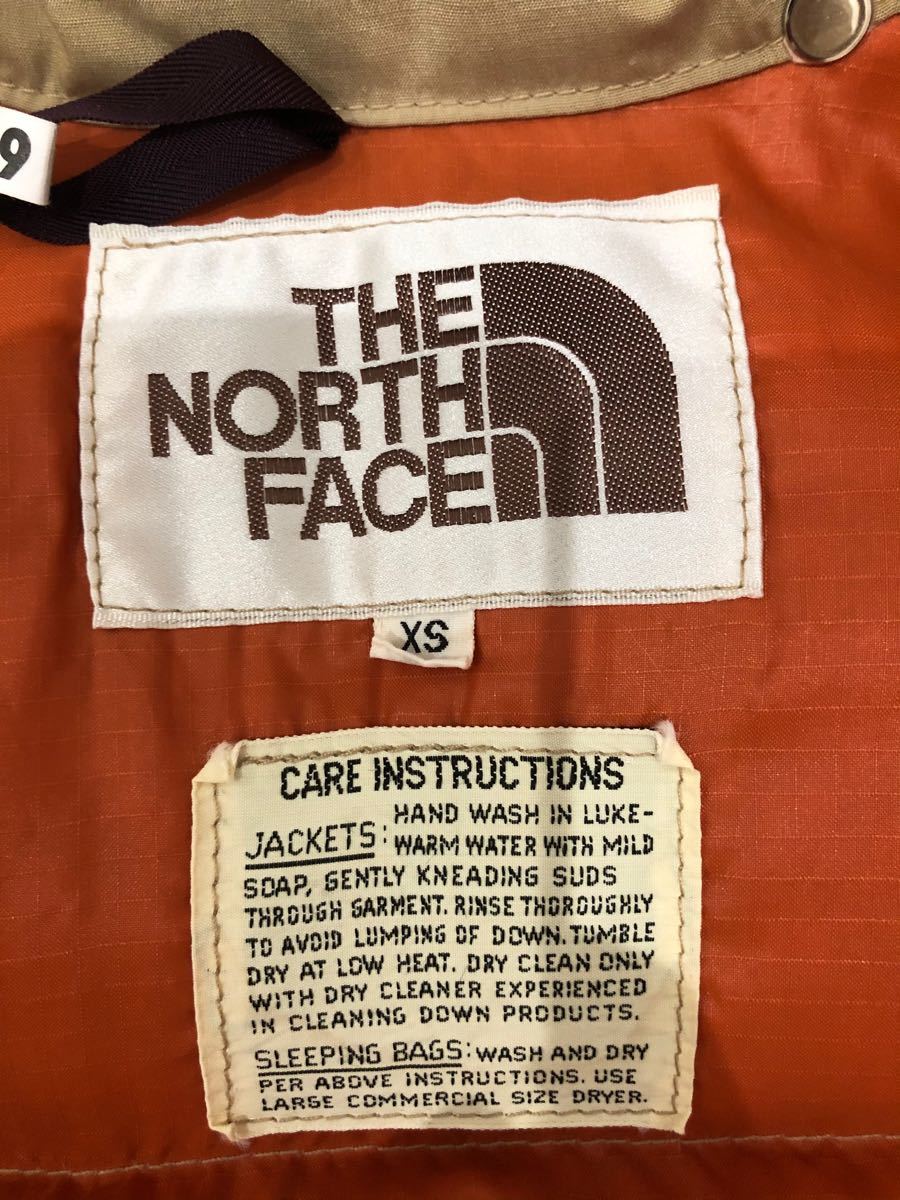 9
THE
NORTH
FACE
XS
CARE INSTRUCTIONS
JACKETS: HAND WASH IN LUKE-
WARM WATER WITH MILD
SOAP, GENTLY KNEADING SUDS
THROUGH GARMENT. RINSE THOROUGHLY
TO AVOID LUMPING OF DOWN. TUMBLE
DRY AT LOW HEAT. DRY CLEAN ONLY
WITH DRY CLEANER EXPERIENCED
IN CLEANING DOWN PRODUCTS.
SLEEPING BAGS: WASH AND DRY
PER ABOVE INSTRUCTIONS. USE
LARGE COMMERCIAL SIZE DRYER.